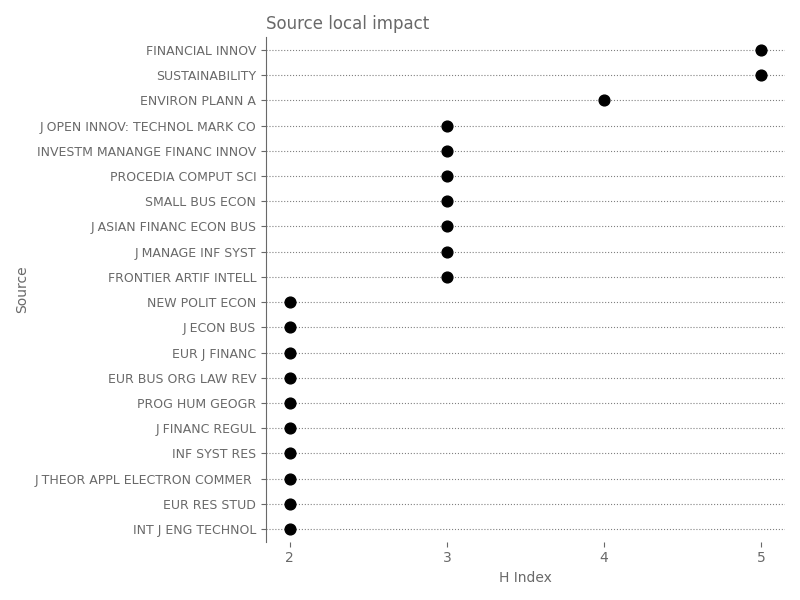 Source local impact
FINANCIAL INNOV
SUSTAINABILITY
ENVIRON PLANN A
J OPEN INNOV: TECHNOL MARK CO
INVESTM MANANGE FINANC INNOV
PROCEDIA COMPUT SCI
SMALL BUS ECON
J ASIAN FINANC ECON BUS
J MANAGE INF SYST
FRONTIER ARTIF INTELL
NEW POLIT ECON
J ECON BUS
EUR J FINANC
EUR BUS ORG LAW REV
PROG HUM GEOGR
J FINANC REGUL
INF SYST RES
J THEOR APPL ELECTRON COMMER
EUR RES STUD
INT J ENG TECHNOL
Source
2 3 4 5
H Index